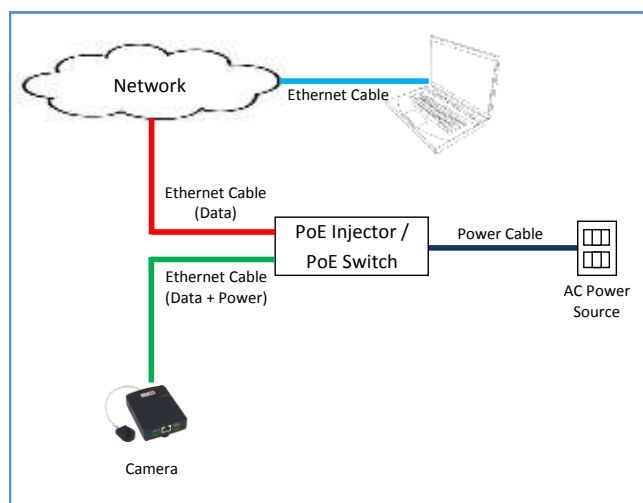 Network
Ethernet Cable
Ethernet Cable
(Data)
PoE Injector /
PoE Switch
Power Cable
Ethernet Cable
(Data + Power)
AC Power
Source
Camera